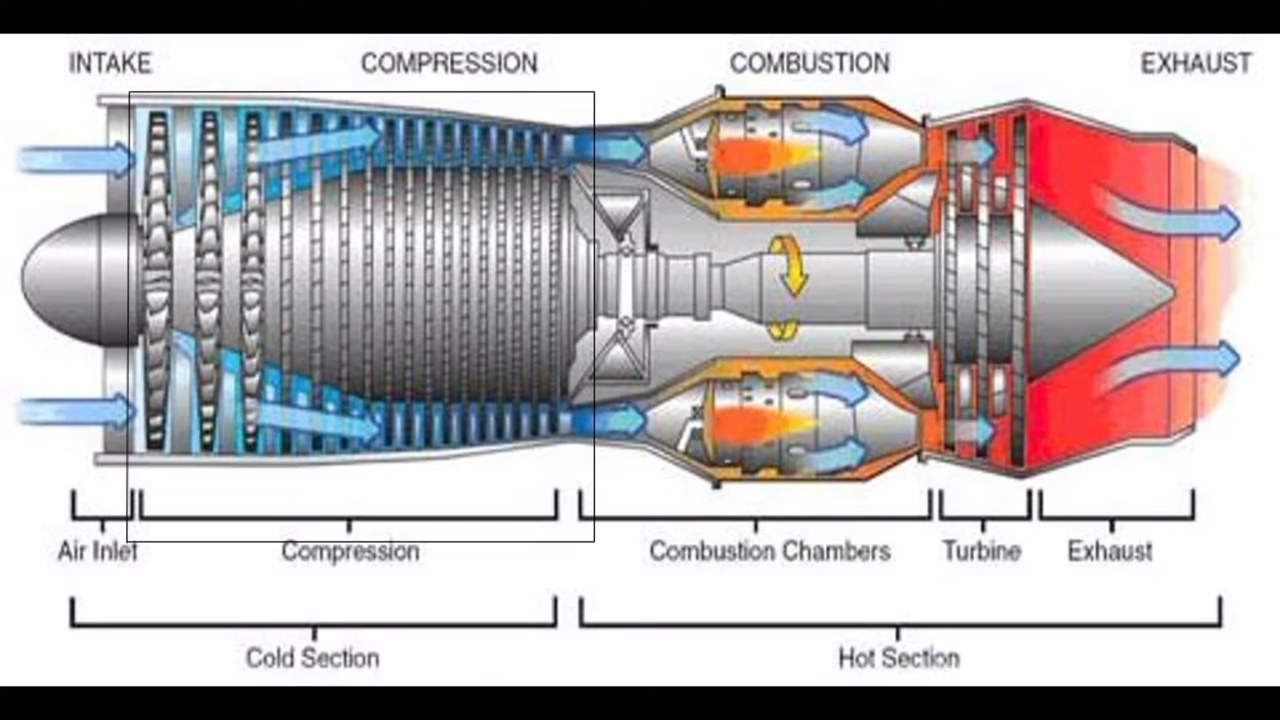 INTAKE COMPRESSION COMBUSTION EXHAUST
Air Inlet Compression Combustion Chambers Turbine Exhaust
Cold Section Hot Section